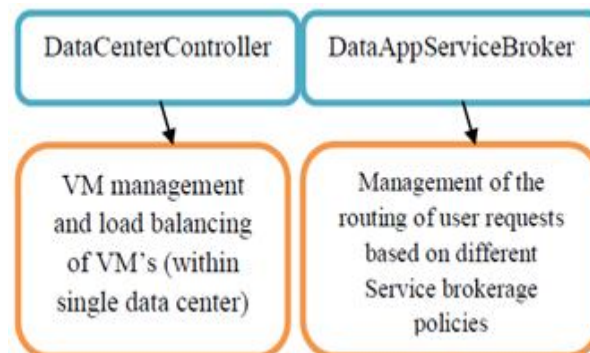 DataCenterController
DataAppServiceBroker
VM management
and load balancing
of VM's (within
single data center)
Management of the
routing of user requests
based on different
Service brokerage
policies